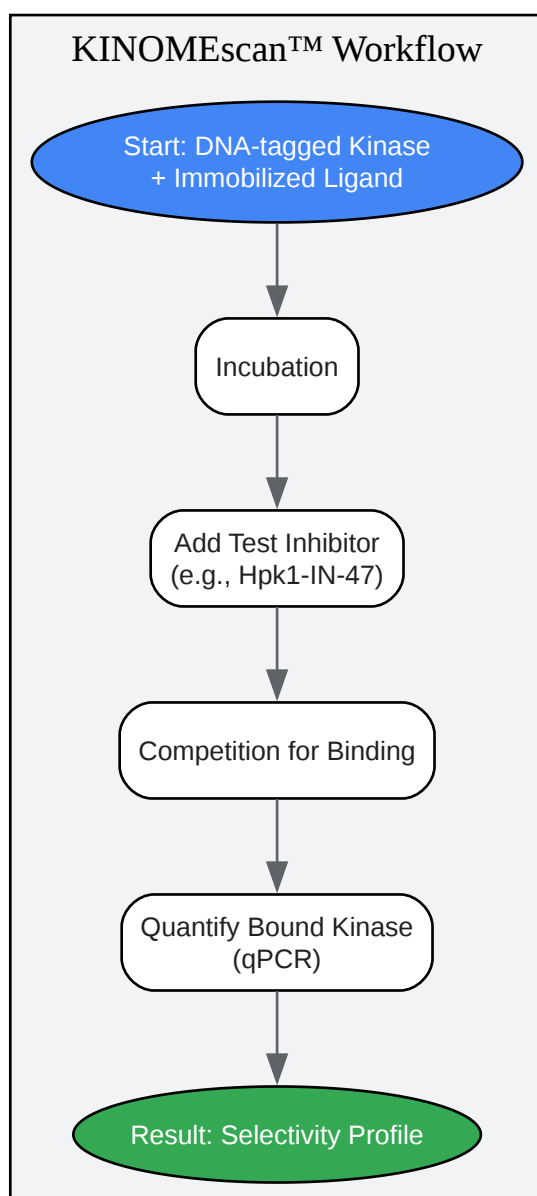 KINOMEscan™ Workflow
Start: DNA-tagged Kinase
+ Immobilized Ligand
Incubation
Add Test Inhibitor
(e.g., Hpk1-IN-47)
Competition for Binding
Quantify Bound Kinase
(qPCR)
Result: Selectivity Profile